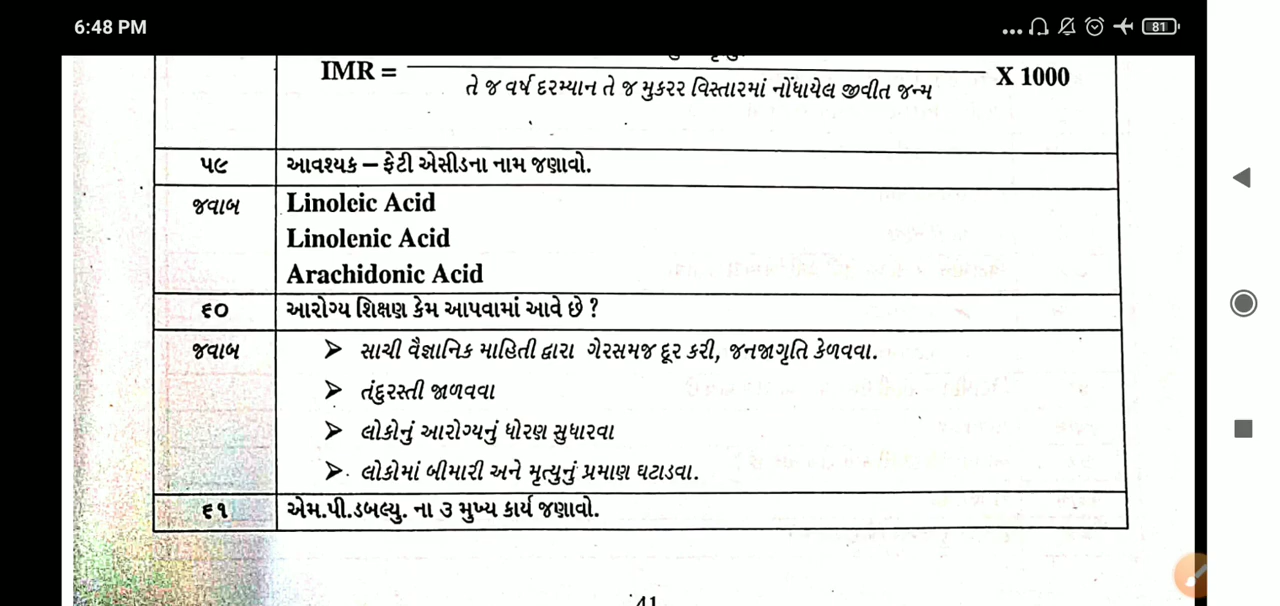 6:48 PM
81
IMR =
X 1000
તે જ વર્ષ દરમ્યાન તે જ મુકરર વિસ્તારમાં નોંધાયેલ જીવીત જન્મ
૫૯ આવશ્યક – ફેટી એસીડના નામ જણાવો.
જવાબ Linoleic Acid
Linolenic Acid
Arachidonic Acid
૬૦ આરોગ્ય શિક્ષણ કેમ આપવામાં આવે છે ?
જવાબ ➤ સાચી વૈજ્ઞાનિક માહિતી દ્વારા ગેરસમજ દૂર કરી, જનજાગૃતિ કેળવવા.
➤ તંદુરસ્તી જાળવવા
➤ લોકોનું આરોગ્યનું ધોરણ સુધારવા
➤ લોકોમાં બીમારી અને મૃત્યુનું પ્રમાણ ઘટાડવા.
૬૧ એમ.પી.ડબલ્યુ. ના ૩ મુખ્ય કાર્ય જણાવો.
41